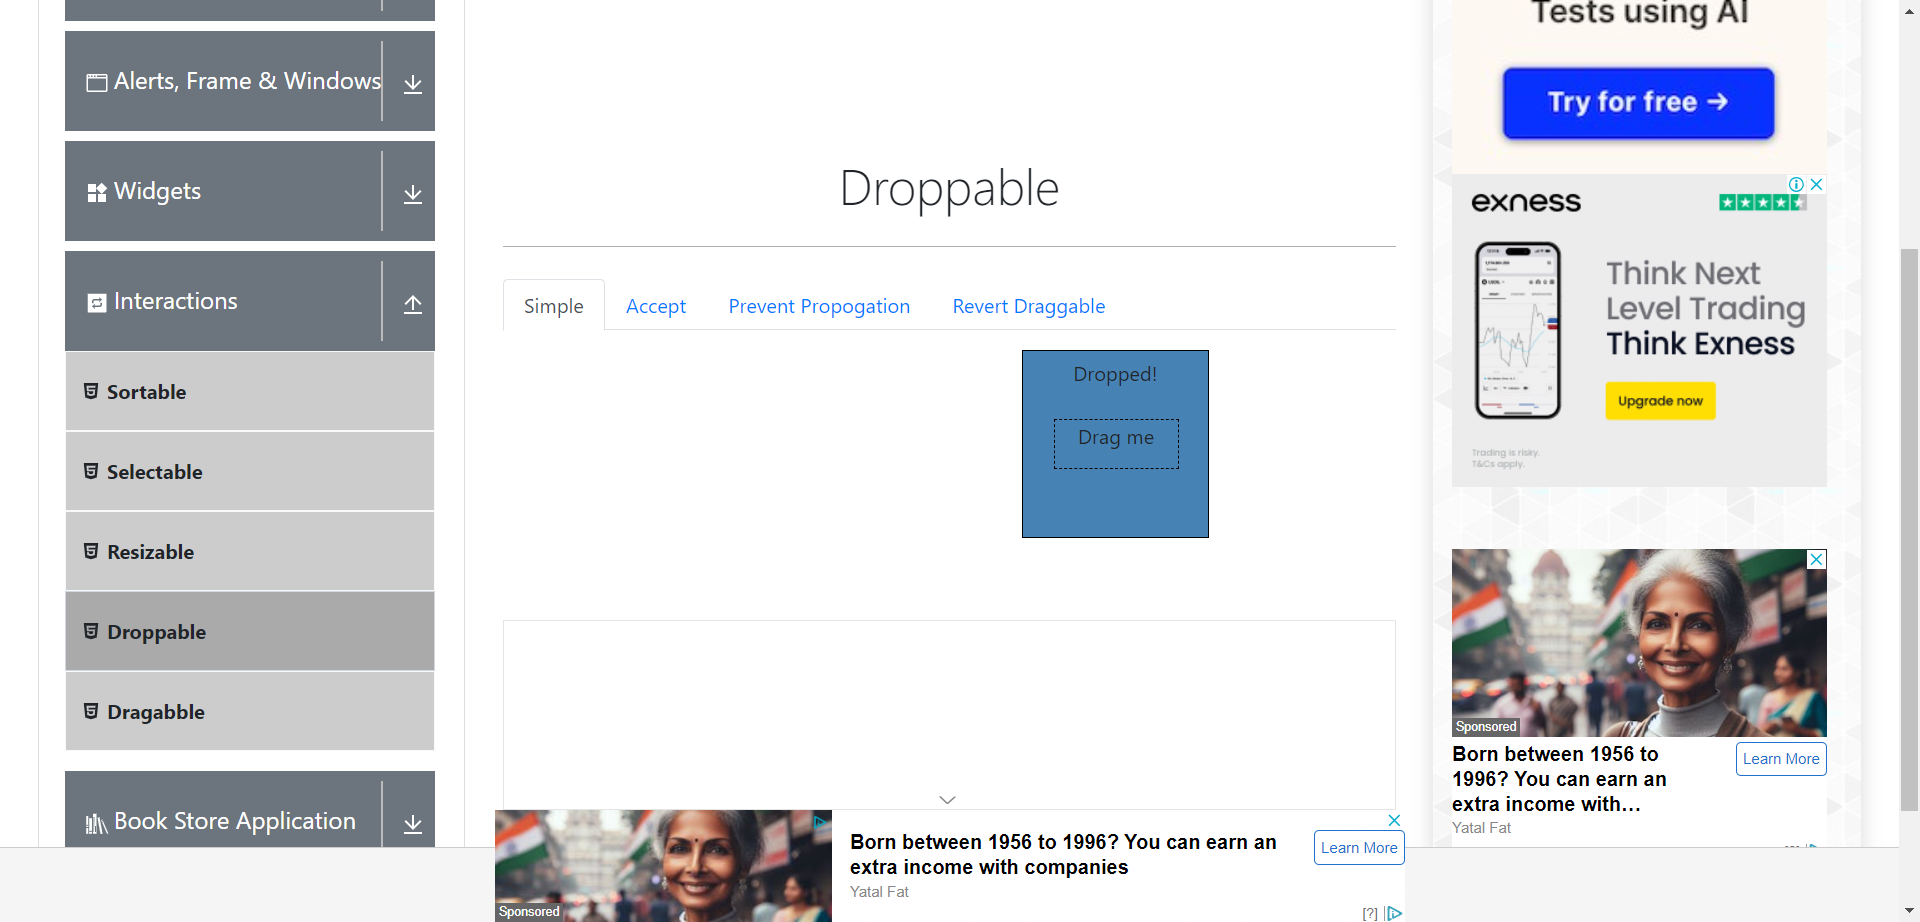 Alerts, Frame & Windows
Widgets
Interactions
Sortable
Selectable
Resizable
Droppable
Dragabble
Book Store Application
Droppable
Simple
Accept
Prevent Propogation
Revert Draggable
Dropped!
Drag me
Tests using AI
Try for free →
exness
Think Next
Level Trading
Think Exness
Upgrade now
Trading is risky.
T&Cs apply.
Sponsored
Born between 1956 to
1996? You can earn an
extra income with...
Learn More
Yatal Fat
Sponsored
Born between 1956 to 1996? You can earn an
extra income with companies
Learn More
Yatal Fat
[?]